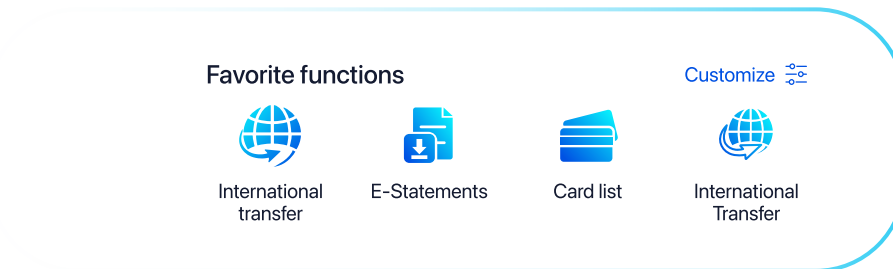 Favorite functions
Customize
International
transfer
E-Statements
Card list
International
Transfer